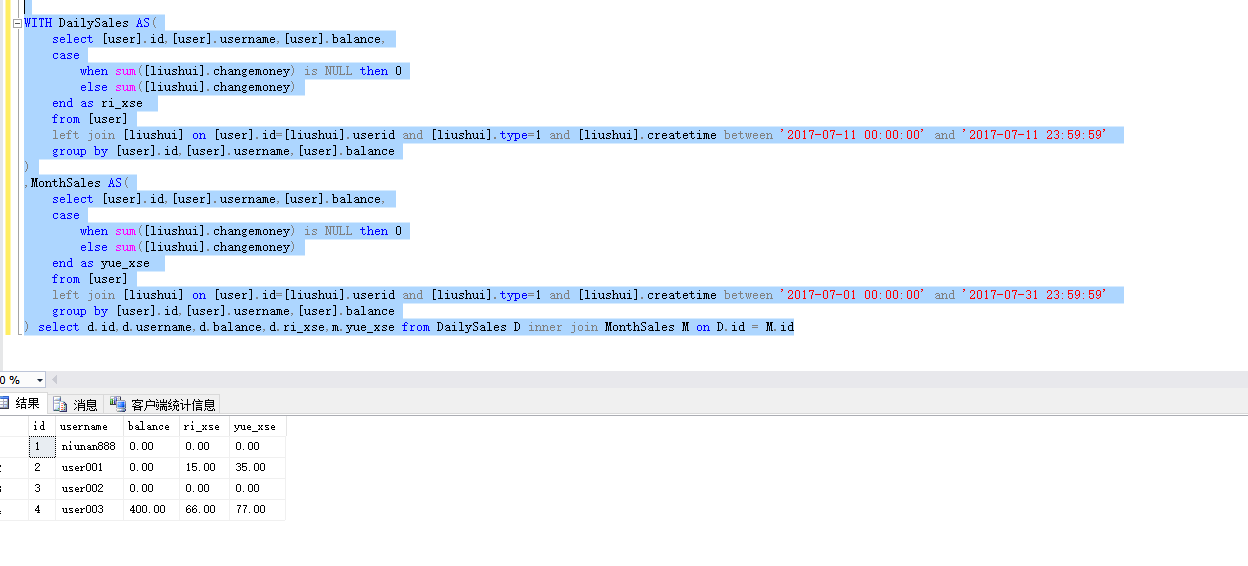 WITH DailySales AS(
select [user].id,[user].username,[user].balance,
case
when sum([liushui].changemoney) is NULL then 0
else sum([liushui].changemoney)
end as ri_xse
from [user]
left join [liushui] on [user].id=[liushui].userid and [liushui].type=1 and [liushui].createtime between '2017-07-11 00:00:00' and '2017-07-11 23:59:59'
group by [user].id,[user].username,[user].balance
)
,MonthSales AS(
select [user].id,[user].username,[user].balance,
case
when sum([liushui].changemoney) is NULL then 0
else sum([liushui].changemoney)
end as yue_xse
from [user]
left join [liushui] on [user].id=[liushui].userid and [liushui].type=1 and [liushui].createtime between '2017-07-01 00:00:00' and '2017-07-31 23:59:59'
group by [user].id,[user].username,[user].balance
) select d.id,d.username,d.balance,d.ri_xse,m.yue_xse from DailySales D inner join MonthSales M on D.id = M.id
0 %
结果 消息 客户端统计信息
id username balance ri_xse yue_xse
1 niunan888 0.00 0.00 0.00
2 user001 0.00 15.00 35.00
3 user002 0.00 0.00 0.00
4 user003 400.00 66.00 77.00